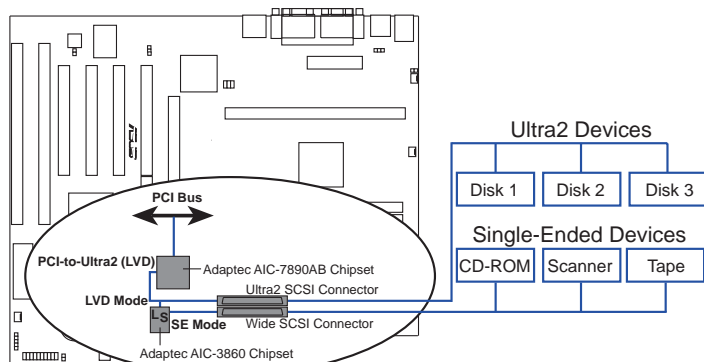 Ultra2 Devices
Disk 1
Disk 2
Disk 3
PCI Bus
Single-Ended Devices
CD-ROM
Scanner
Tape
PCI-to-Ultra2 (LVD)
Adaptec AIC-7890AB Chipset
Ultra2 SCSI Connector
LVD Mode
LS
SE Mode
Wide SCSI Connector
Adaptec AIC-3860 Chipset